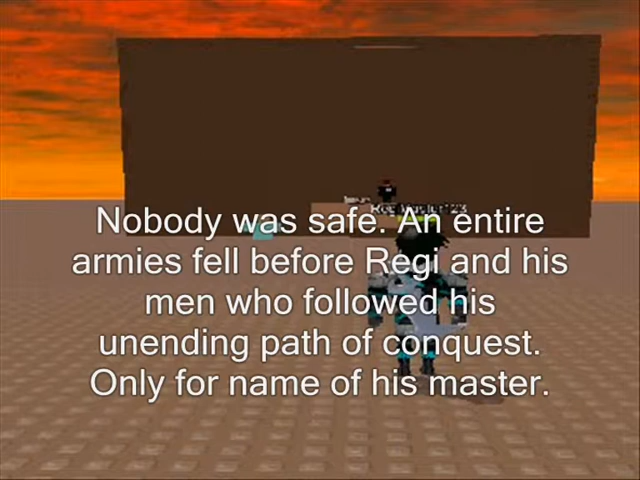 Nobody was safe. An entire
armies fell before Regi and his
men who followed his
unending path of conquest.
Only for name of his master.